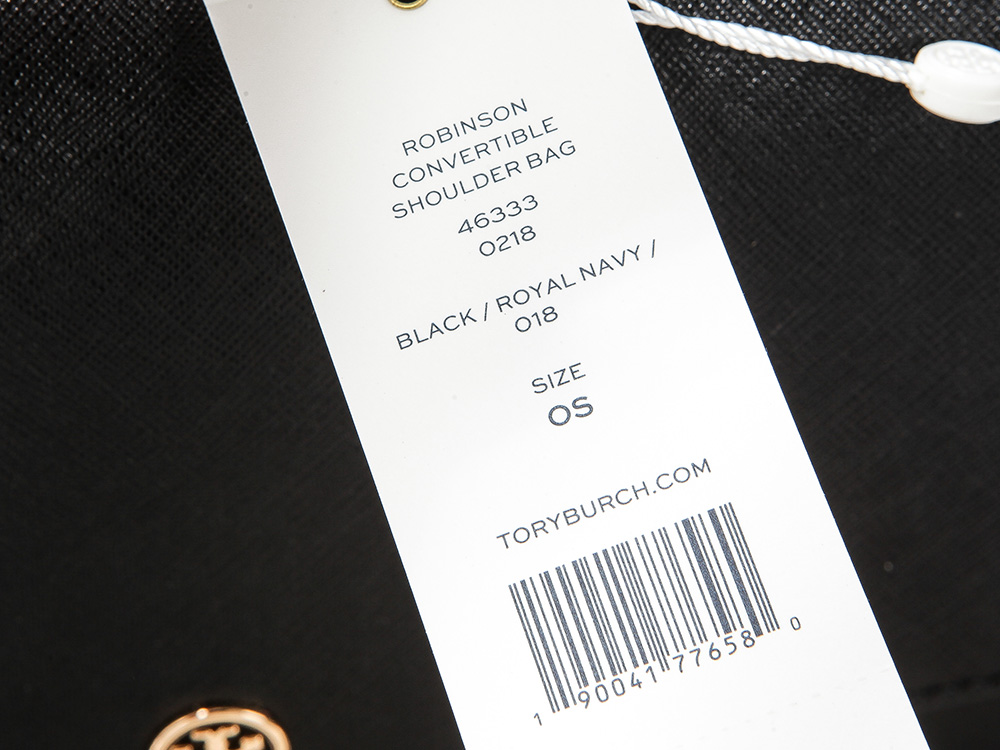 ROBINSON
CONVERTIBLE
SHOULDER BAG
46333
0218
BLACK / ROYAL NAVY /
018
SIZE
OS
TORYBURCH.COM
1 90041 77658 0